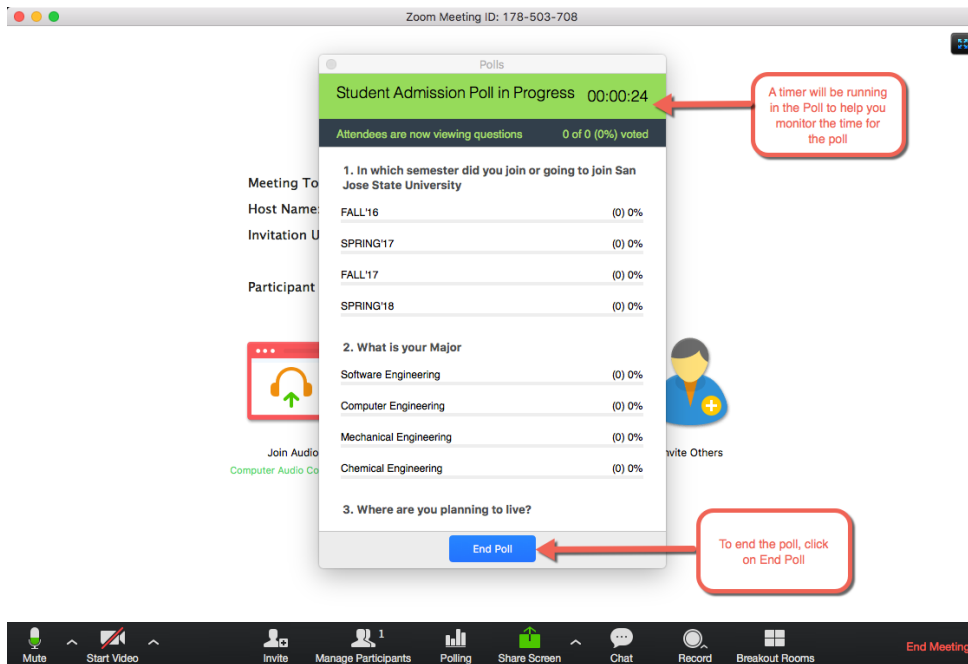 Zoom Meeting ID: 178-503-708
Polls
Student Admission Poll in Progress 00:00:24
Attendees are now viewing questions 0 of 0 (0%) voted
A timer will be running
in the Poll to help you
monitor the time for
the poll
1. In which semester did you join or going to join San
Jose State University
FALL'16 (0) 0%
SPRING'17 (0) 0%
FALL'17 (0) 0%
SPRING'18 (0) 0%
Meeting To
Host Name:
Invitation U
Participant
2. What is your Major
Software Engineering (0) 0%
Computer Engineering (0) 0%
Mechanical Engineering (0) 0%
Chemical Engineering (0) 0%
Join Audio
Computer Audio Co
nvite Others
3. Where are you planning to live?
End Poll
To end the poll, click
on End Poll
Mute
Start Video
Invite
1
Manage Participants
Polling
Share Screen
Chat
Record
Breakout Rooms
End Meeting